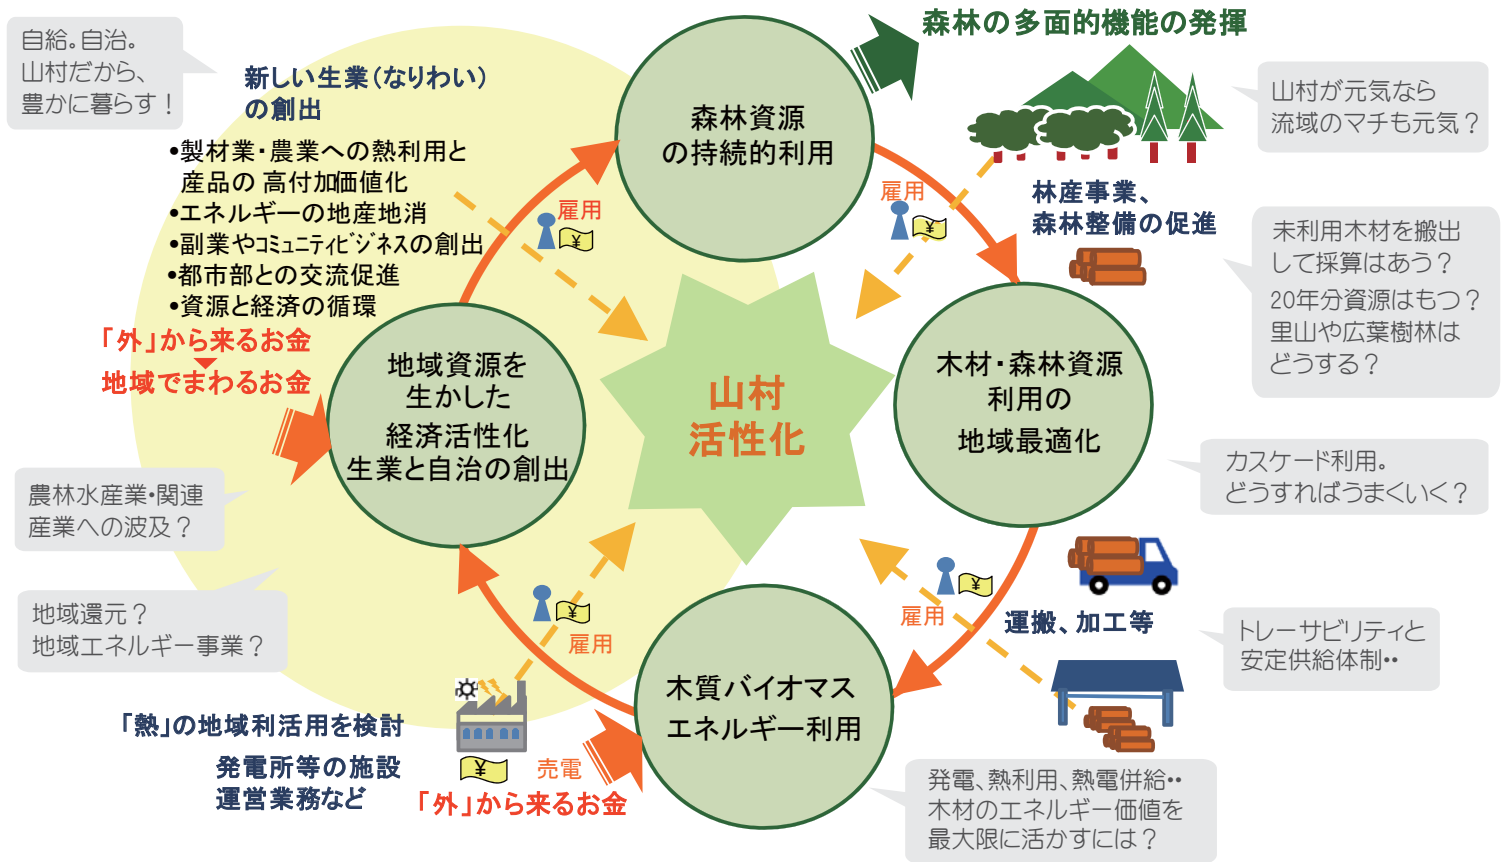 自給。自治。
山村だから、
豊かに暮らす！
新しい生業（なりわい）
の創出
•製材業・農業への熱利用と
産品の 高付加価値化
•エネルギーの地産地消
•副業やｺﾐｭﾆﾃｨﾋﾞｼﾞﾈｽの創出
•都市部との交流促進
•資源と経済の循環
「外」から来るお金
地域でまわるお金
森林資源
の持続的利用
森林の多面的機能の発揮
山村が元気なら
流域のマチも元気？
雇用
¥
雇用
¥
林産事業、
森林整備の促進
未利用木材を搬出
して採算はあう？
20年分資源はもつ？
里山や広葉樹林は
どうする？
地域資源を
生かした
経済活性化
生業と自治の創出
山村
活性化
木材・森林資源
利用の
地域最適化
カスケード利用。
どうすればうまくいく？
農林水産業・関連
産業への波及？
地域還元？
地域エネルギー事業？
¥
雇用
¥
雇用
運搬、加工等
トレーサビリティと
安定供給体制••
木質バイオマス
エネルギー利用
「熱」の地域利活用を検討
発電所等の施設
運営業務など
¥
売電
「外」から来るお金
発電、熱利用、熱電併給••
木材のエネルギー価値を
最大限に活かすには？